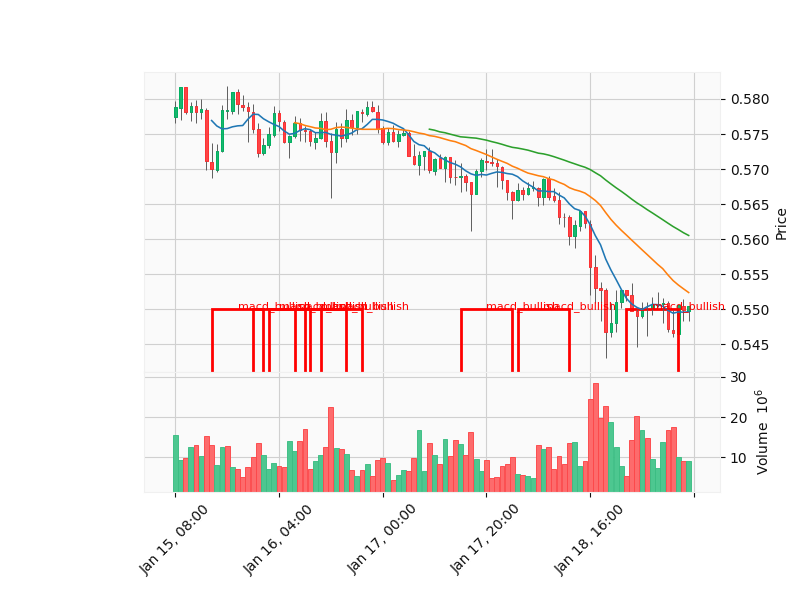 0.580
0.575
0.570
0.565
0.560
0.555
0.550
0.545
Price
macd_bullish
macd_bullish
macd_bullish
macd_bullish
30
20
10
Volume 10⁶
Jan 15, 08:00
Jan 16, 04:00
Jan 17, 00:00
Jan 17, 20:00
Jan 18, 16:00